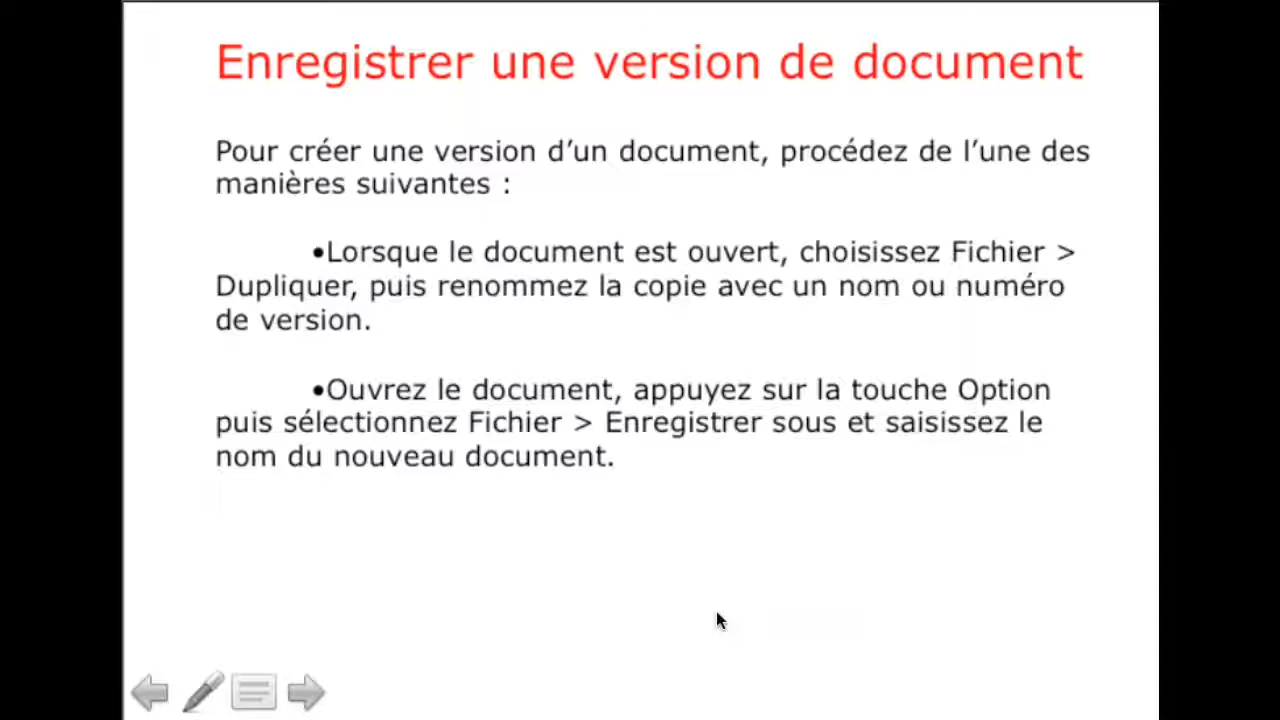 Enregistrer une version de document
Pour créer une version d’un document, procédez de l’une des
manières suivantes :
•Lorsque le document est ouvert, choisissez Fichier >
Dupliquer, puis renommez la copie avec un nom ou numéro
de version.
•Ouvrez le document, appuyez sur la touche Option
puis sélectionnez Fichier > Enregistrer sous et saisissez le
nom du nouveau document.